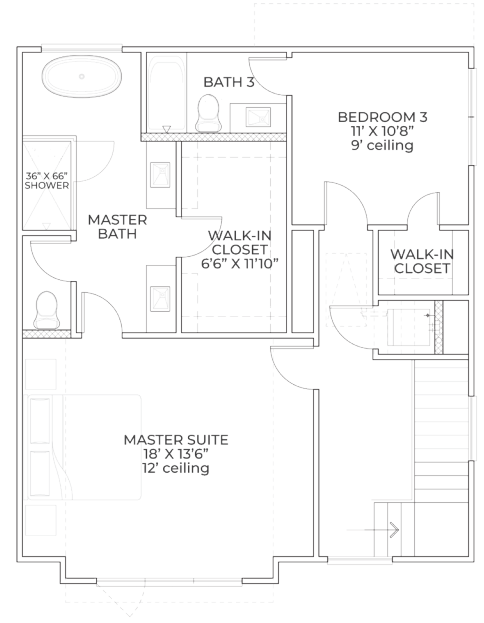 BATH 3
BEDROOM 3
11' X 10'8"
9' ceiling
36" X 66"
SHOWER
MASTER
BATH
WALK-IN
CLOSET
6'6" X 11'10"
WALK-IN
CLOSET
MASTER SUITE
18' X 13'6"
12' ceiling